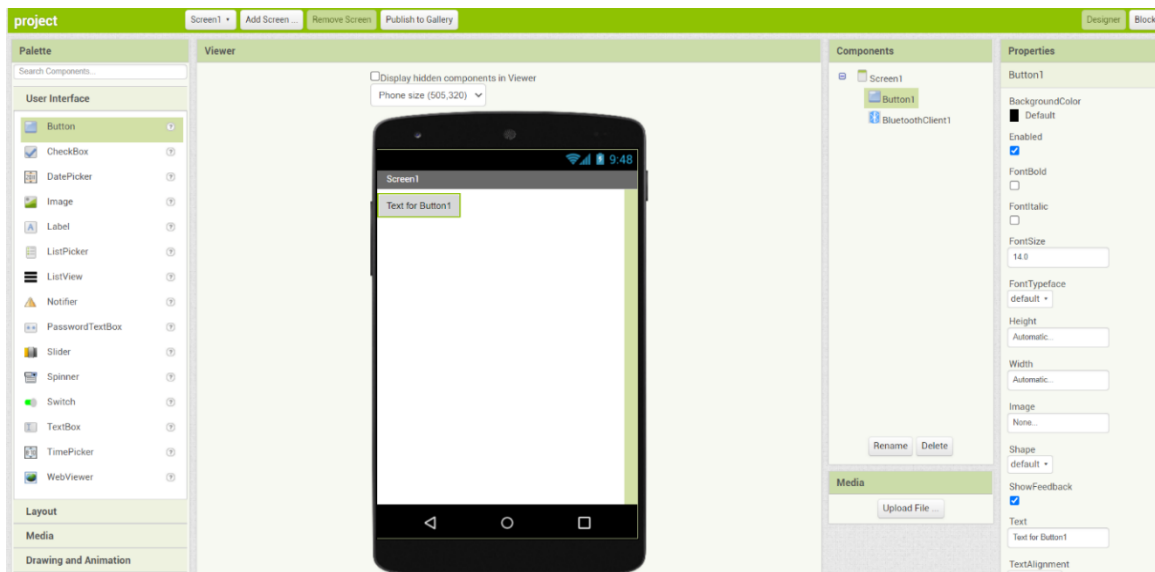 project
Screen1
Add Screen ...
Remove Screen
Publish to Gallery
Designer
Block
Palette
Search Components...
User Interface
Button
CheckBox
DatePicker
Image
Label
ListPicker
ListView
Notifier
PasswordTextBox
Slider
Spinner
Switch
TextBox
TimePicker
WebViewer
Layout
Media
Drawing and Animation
Viewer
Display hidden components in Viewer
Phone size (505,320)
9:48
Screen1
Text for Button1
Components
Screen1
Button1
BluetoothClient1
Rename
Delete
Media
Upload File ...
Properties
Button1
BackgroundColor
Default
Enabled
FontBold
FontItalic
FontSize
14.0
FontTypeface
default
Height
Automatic...
Width
Automatic...
Image
None...
Shape
default
ShowFeedback
Text
Text for Button1
TextAlignment